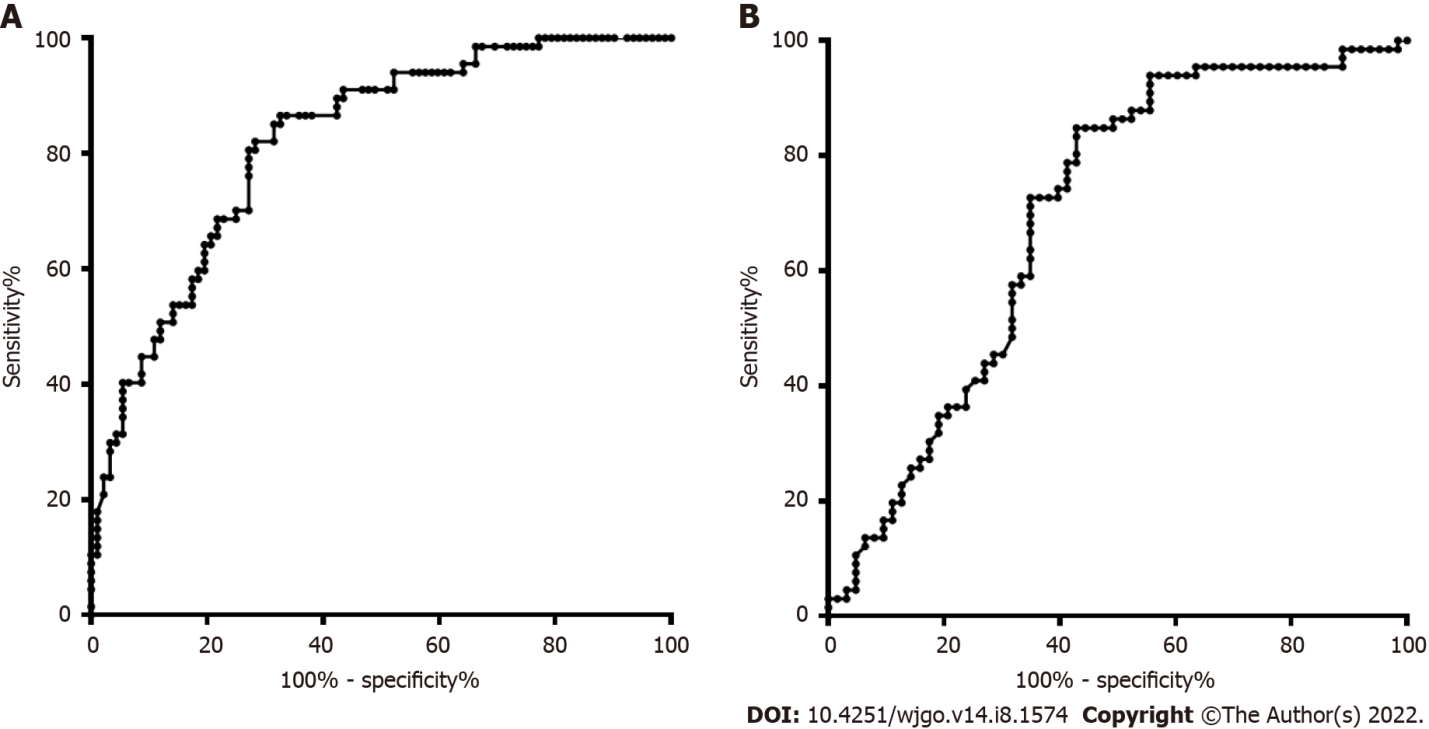 A
100
80
60
40
20
0
Sensitivity%
0 20 40 60 80 100
100% - specificity%
B
100
80
60
40
20
0
Sensitivity%
0 20 40 60 80 100
100% - specificity%
DOI: 10.4251/wjgo.v14.i8.1574 Copyright ©The Author(s) 2022.